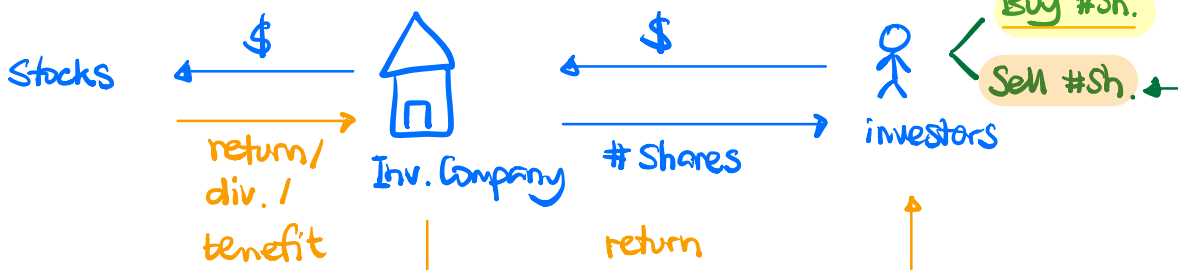 Buy #Sh.
$
$
Stocks
Sell #Sh.
investors
return/
div. /
benefit
Inv. Company
# Shares
return